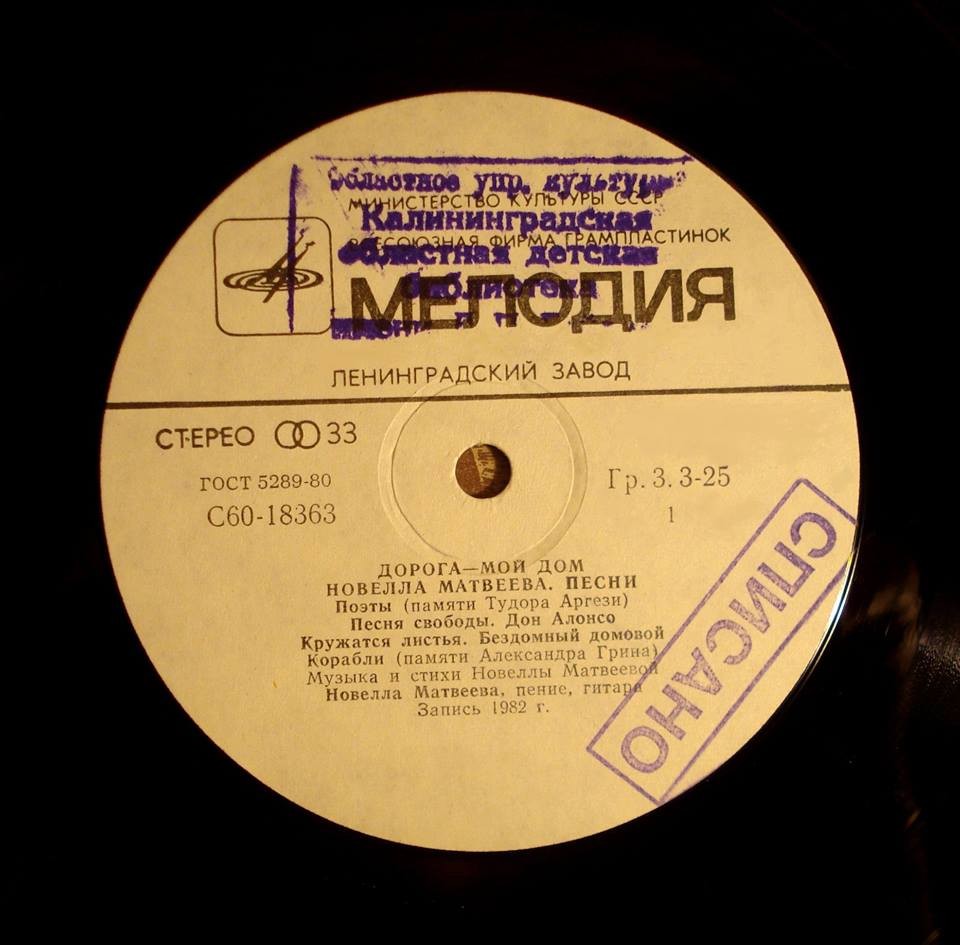 Областное упр. культуры
МИНИСТЕРСТВО КУЛЬТУРЫ СССР
Калининградская
ВСЕСОЮЗНАЯ ФИРМА ГРАМПЛАСТИНОК
областная детская
библиотека
МЕЛОДИЯ
ЛЕНИНГРАДСКИЙ ЗАВОД
СТЕРЕО 33
ГОСТ 5289-80
Гр. 3. 3-25
С60-18363
1
ДОРОГА—МОЙ ДОМ
НОВЕЛЛА МАТВЕЕВА. ПЕСНИ
Поэты (памяти Тудора Аргези)
Песня свободы. Дон Алонсо
Кружатся листья. Бездомный домовой
Корабли (памяти Александра Грина)
Музыка и стихи Новеллы Матвеевой
Новелла Матвеева, пение, гитара
Запись 1982 г.
СПИСАНО